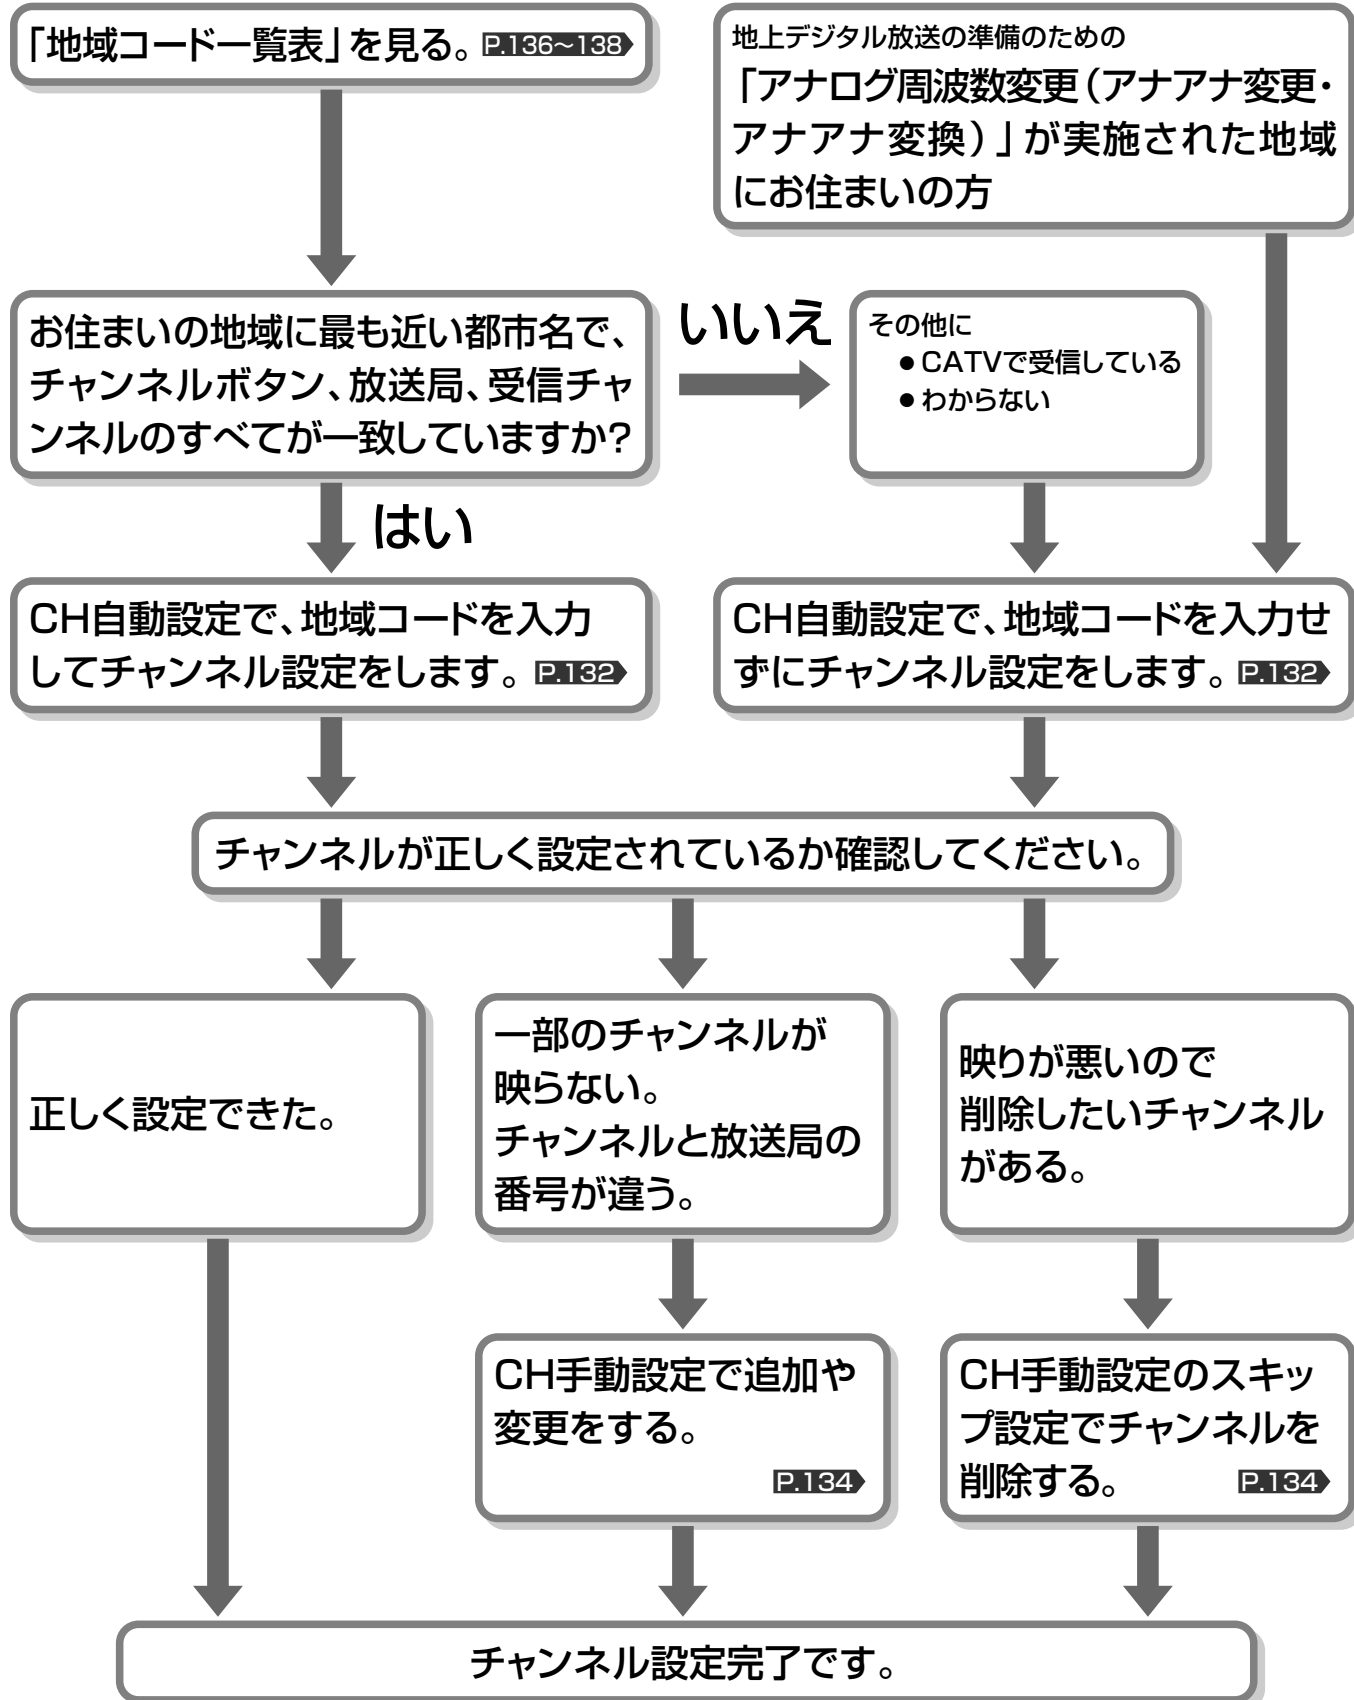 「地域コード一覧表」を見る。 P.136~138
地上デジタル放送の準備のための
「アナログ周波数変更（アナアナ変更・
アナアナ変換）」が実施された地域
にお住まいの方
お住まいの地域に最も近い都市名で、
チャンネルボタン、放送局、受信チャ
ンネルのすべてが一致していますか?
いいえ
その他に
●CATVで受信している
●わからない
はい
CH自動設定で、地域コードを入力
してチャンネル設定をします。 P.132
CH自動設定で、地域コードを入力せ
ずにチャンネル設定をします。 P.132
チャンネルが正しく設定されているか確認してください。
正しく設定できた。
一部のチャンネルが
映らない。
チャンネルと放送局の
番号が違う。
映りが悪いので
削除したいチャンネル
がある。
CH手動設定で追加や
変更をする。
P.134
CH手動設定のスキッ
プ設定でチャンネルを
削除する。 P.134
チャンネル設定完了です。